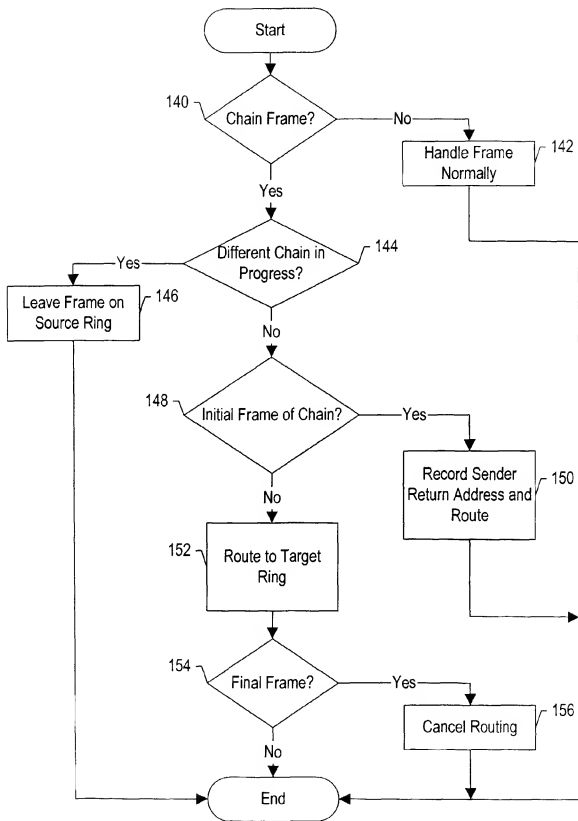 Start
140
Chain Frame?
No
Handle Frame
Normally
142
Yes
Different Chain in
Progress?
144
Yes
Leave Frame on
Source Ring
146
No
148
Initial Frame of Chain?
Yes
Record Sender
Return Address and
Route
150
No
152
Route to Target
Ring
154
Final Frame?
Yes
Cancel Routing
156
No
End